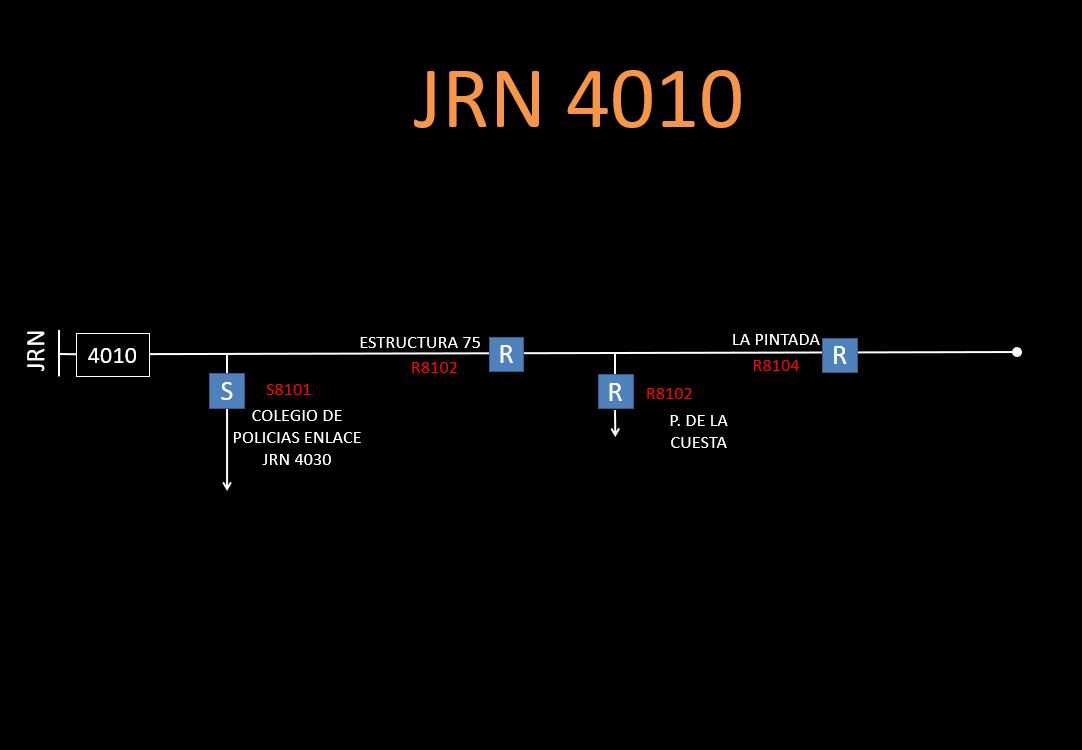 JRN 4010
JRN
4010
ESTRUCTURA 75
R8102
R
LA PINTADA
R8104
R
S
S8101
COLEGIO DE
POLICIAS ENLACE
JRN 4030
R
R8102
P. DE LA
CUESTA